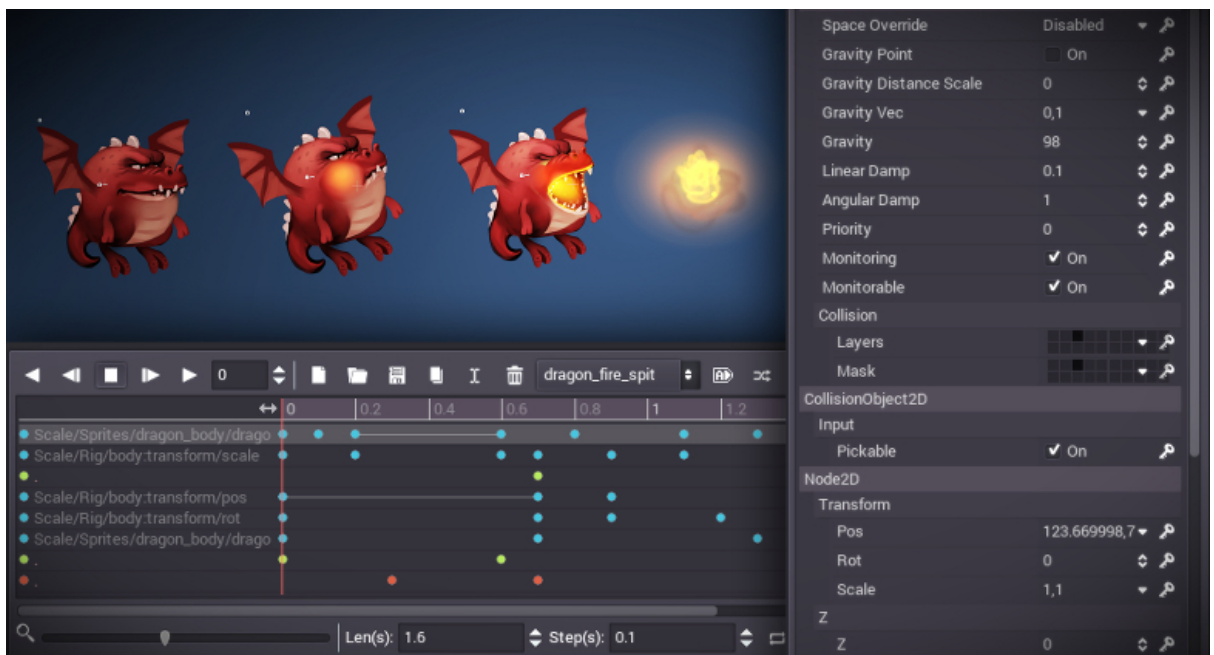 Space Override Disabled
Gravity Point On
Gravity Distance Scale 0
Gravity Vec 0,1
Gravity 98
Linear Damp 0.1
Angular Damp 1
Priority 0
Monitoring On
Monitorable On
Collision
Layers
Mask
CollisionObject2D
Input
Pickable On
Node2D
Transform
Pos 123.669998,7
Rot 0
Scale 1,1
Z
Z 0
0 dragon_fire_spit
0 0.2 0.4 0.6 0.8 1 1.2
Scale/Sprites/dragon_body/drago
Scale/Rig/body:transform/scale
.
Scale/Rig/body:transform/pos
Scale/Rig/body:transform/rot
Scale/Sprites/dragon_body/drago
.
.
Len(s): 1.6 Step(s): 0.1